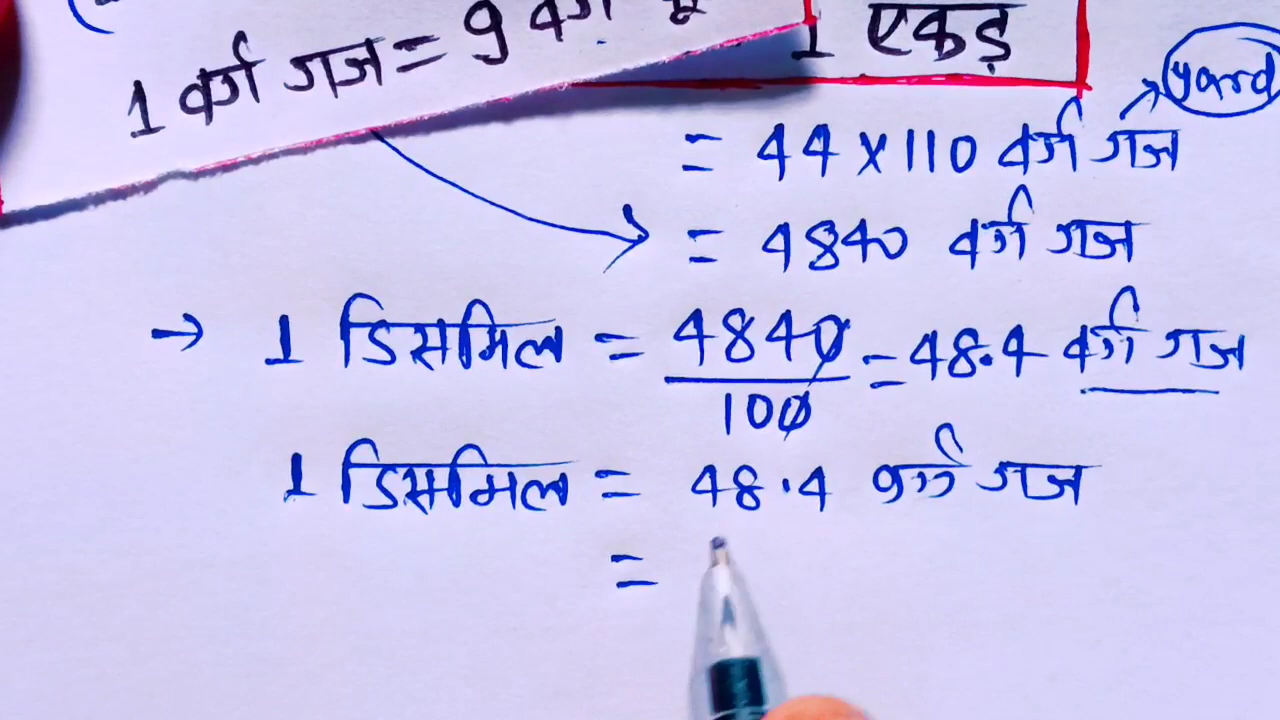 1 वर्ग गज = 9 वर्ग
1 एकड़
yard
= 44 x 110 वर्ग गज
= 4840 वर्ग गज
→ 1 डिसमिल = 4840/100 = 48.4 वर्ग गज
1 डिसमिल = 48.4 वर्ग गज
=